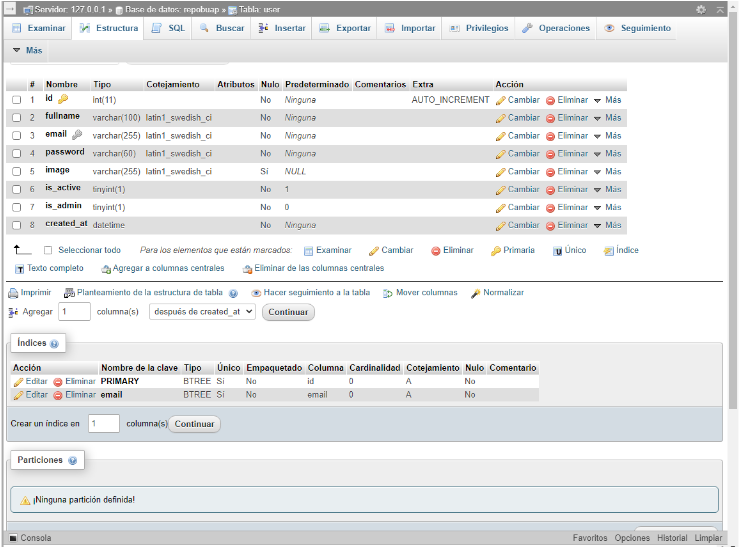 Servidor: 127.0.0.1 » Base de datos: repobuap » Tabla: user
Examinar Estructura SQL Buscar Insertar Exportar Importar Privilegios Operaciones Seguimiento
Más
# Nombre Tipo Cotejamiento Atributos Nulo Predeterminado Comentarios Extra Acción
1 id int(11) No Ninguna AUTO_INCREMENT Cambiar Eliminar Más
2 fullname varchar(100) latin1_swedish_ci No Ninguna Cambiar Eliminar Más
3 email varchar(255) latin1_swedish_ci No Ninguna Cambiar Eliminar Más
4 password varchar(60) latin1_swedish_ci No Ninguna Cambiar Eliminar Más
5 image varchar(255) latin1_swedish_ci Sí NULL Cambiar Eliminar Más
6 is_active tinyint(1) No 1 Cambiar Eliminar Más
7 is_admin tinyint(1) No 0 Cambiar Eliminar Más
8 created_at datetime No Ninguna Cambiar Eliminar Más
Seleccionar todo Para los elementos que están marcados: Examinar Cambiar Eliminar Primaria Único Índice
Texto completo Agregar a columnas centrales Eliminar de las columnas centrales
Imprimir Planteamiento de la estructura de tabla Hacer seguimiento a la tabla Mover columnas Normalizar
Agregar 1 columna(s) después de created_at Continuar
Índices
Acción Nombre de la clave Tipo Único Empaquetado Columna Cardinalidad Cotejamiento Nulo Comentario
Editar Eliminar PRIMARY BTREE Sí No id 0 A No
Editar Eliminar email BTREE Sí No email 0 A No
Crear un índice en 1 columna(s) Continuar
Particiones
¡Ninguna partición definida!
Consola Favoritos Opciones Historial Limpiar